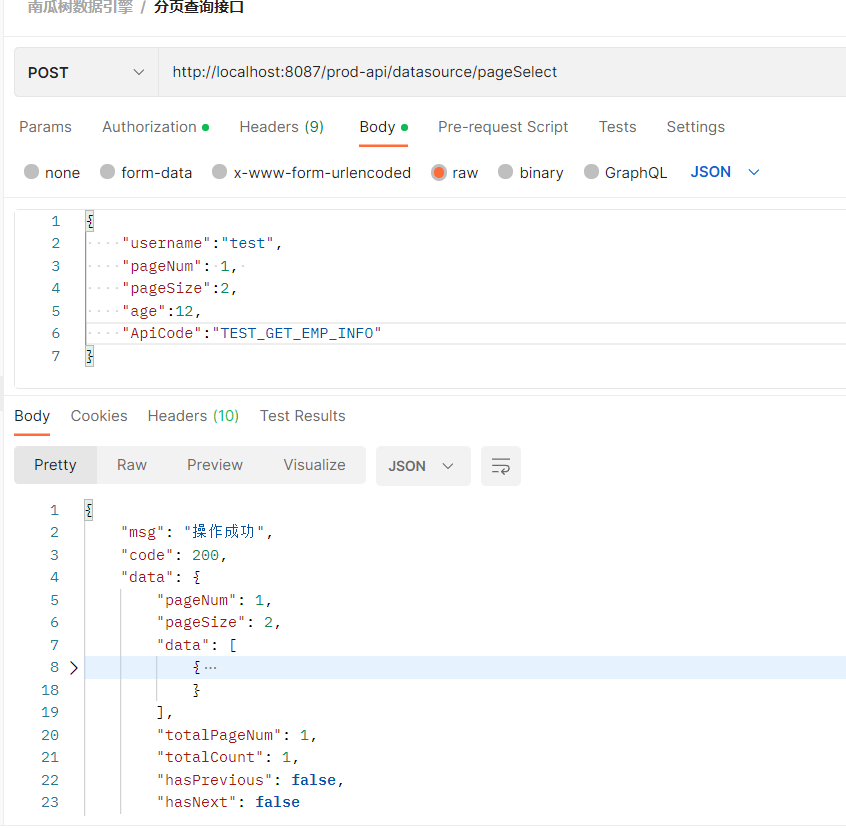 南瓜树数据引擎 / 分页查询接口
POST http://localhost:8087/prod-api/datasource/pageSelect
Params Authorization Headers (9) Body Pre-request Script Tests Settings
none form-data x-www-form-urlencoded raw binary GraphQL JSON
1 {
2 "username":"test",
3 "pageNum": 1,
4 "pageSize":2,
5 "age":12,
6 "ApiCode":"TEST_GET_EMP_INFO"
7 }
Body Cookies Headers (10) Test Results
Pretty Raw Preview Visualize JSON
1 {
2 "msg": "操作成功",
3 "code": 200,
4 "data": {
5 "pageNum": 1,
6 "pageSize": 2,
7 "data": [
8 { ...
18 }
19 ],
20 "totalPageNum": 1,
21 "totalCount": 1,
22 "hasPrevious": false,
23 "hasNext": false